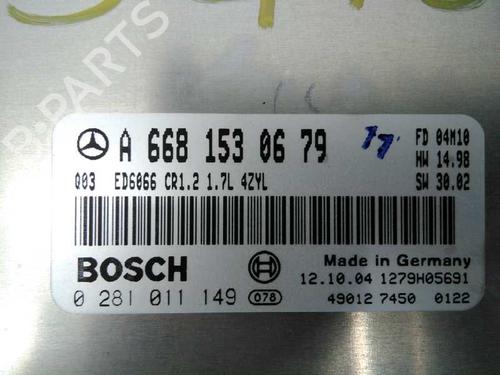 A 668 153 06 79
FD 04M10
HW 14.98
Q03 ED6066 CR1.2 1.7L 4ZYL
SW 30.02
BOSCH
Made in Germany
12.10.04 1279H05691
0 281 011 149 078
49012 7450 0122
B-PARTS